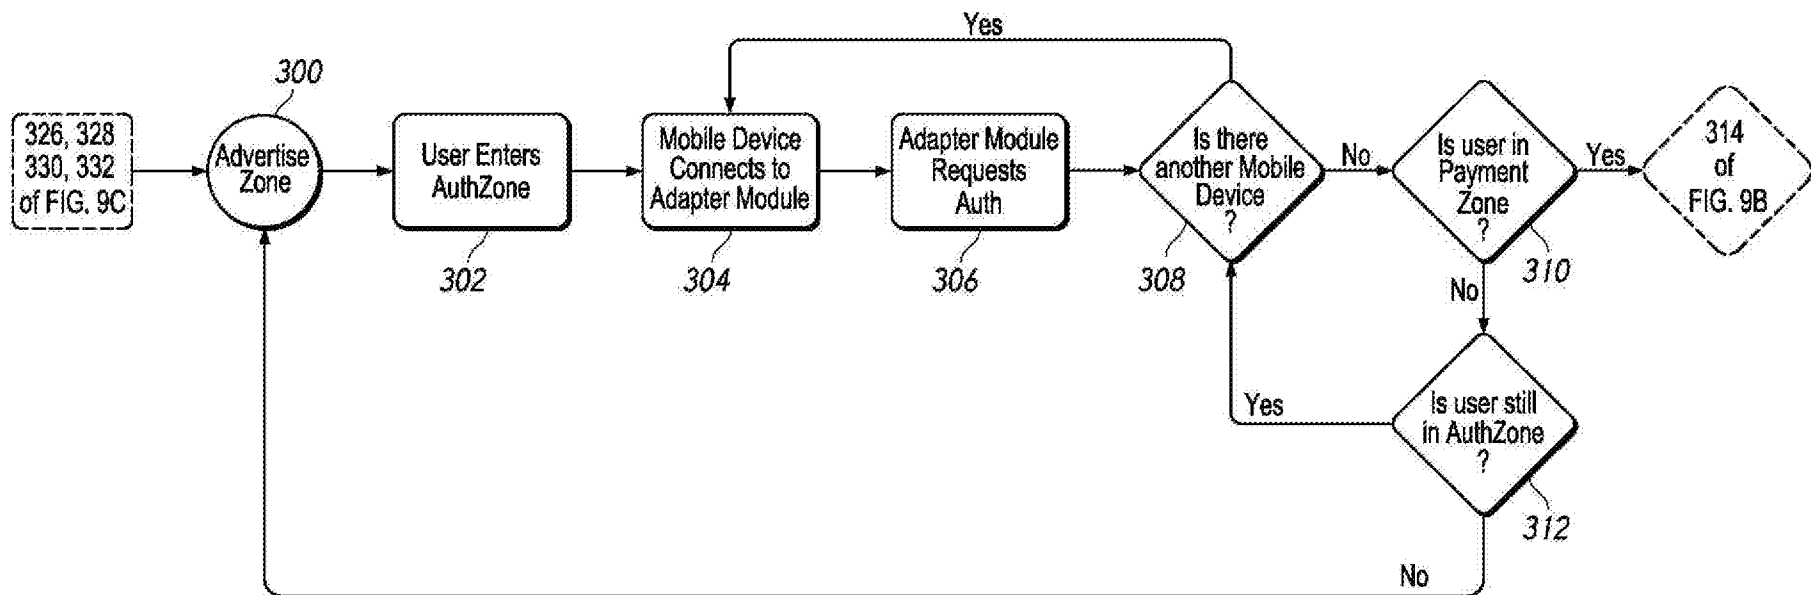 Yes
300
326, 328
330, 332
of FIG. 9C
Advertise
Zone
User Enters
AuthZone
302
Mobile Device
Connects to
Adapter Module
304
Adapter Module
Requests
Auth
306
Is there
another Mobile
Device
?
308
No
Is user in
Payment
Zone
?
310
Yes
314
of
FIG. 9B
No
Is user still
in AuthZone
?
312
Yes
No